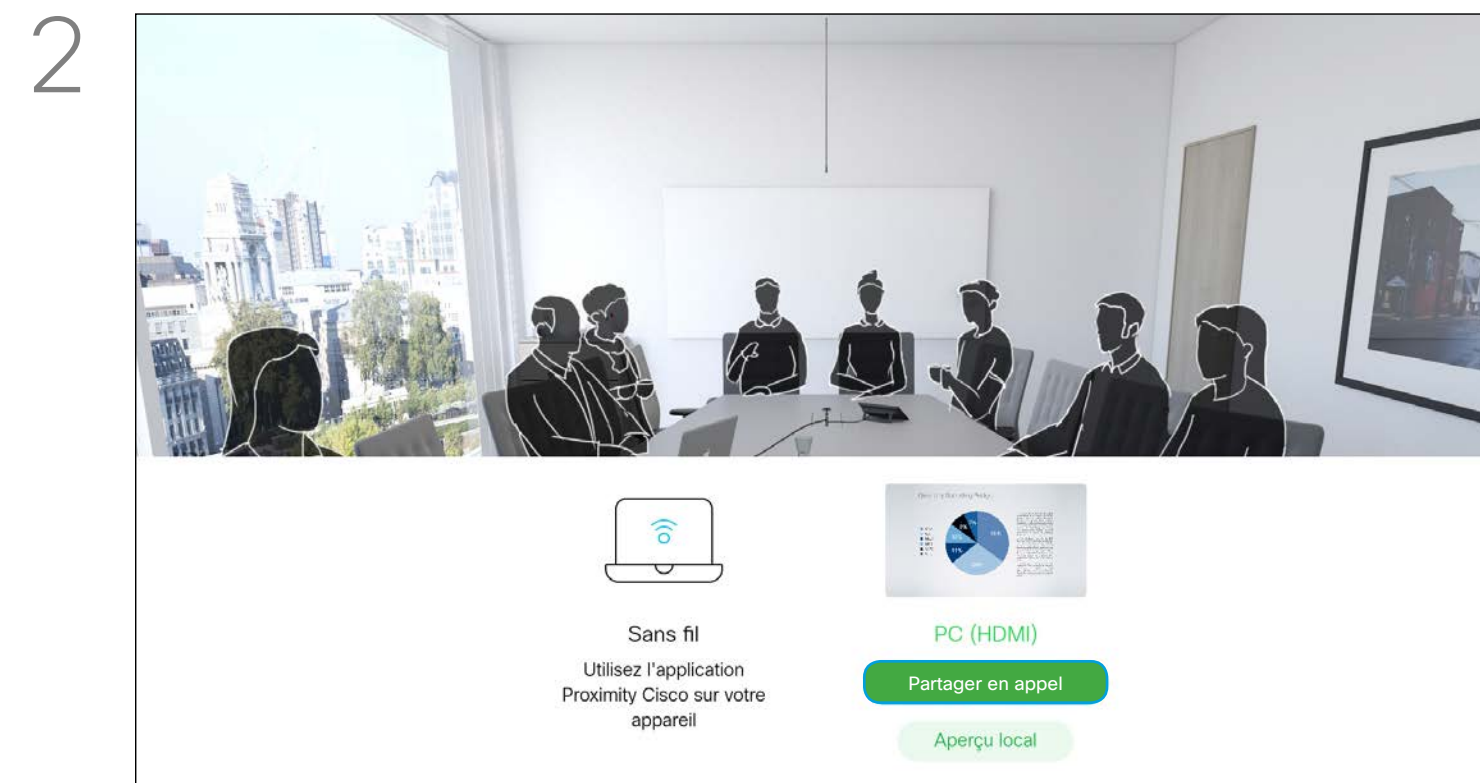 2
Sans fil
Utilisez l'application
Proximity Cisco sur votre
appareil
PC (HDMI)
Partager en appel
Aperçu local